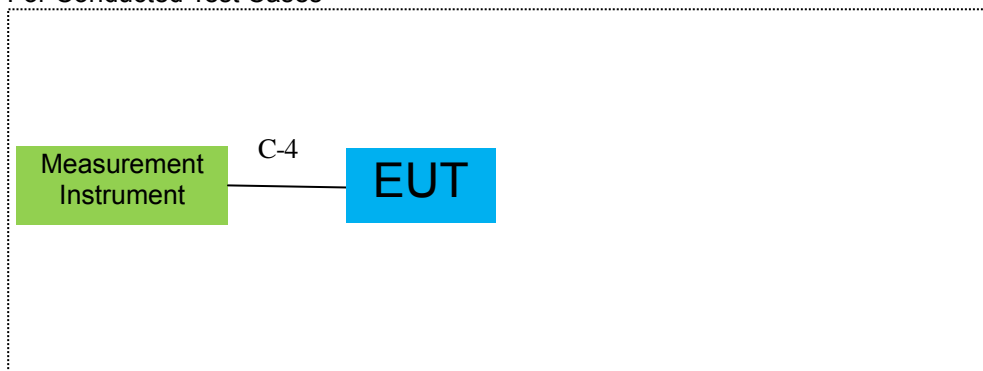 For Conducted Test Cases
C-4
Measurement
Instrument
EUT